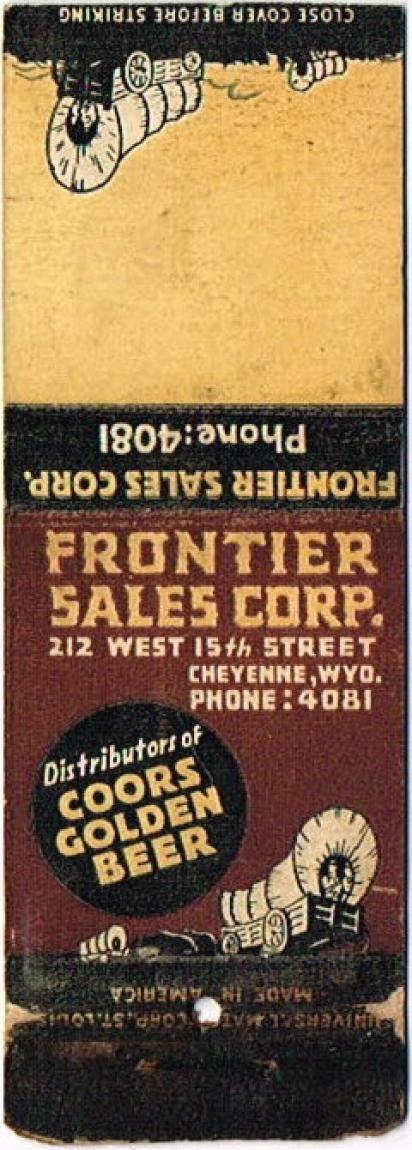 CLOSE COVER BEFORE STRIKING
Phone:4081
FRONTIER SALES CORP.
FRONTIER
SALES CORP.
212 WEST 15th STREET
CHEYENNE, WYO.
PHONE: 4081
Distributors of
COORS
GOLDEN
BEER
MADE IN AMERICA
UNIVERSAL MATCH CORP., ST. LOUIS